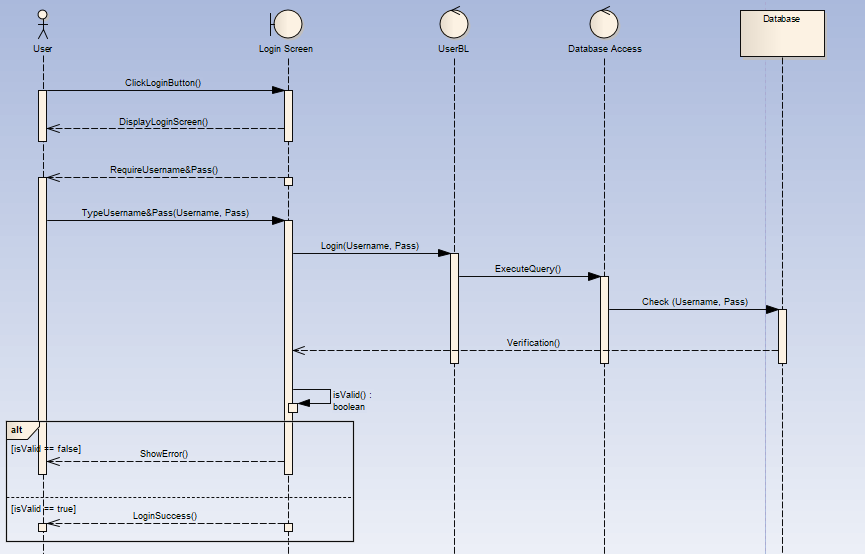 User
Login Screen
UserBL
Database Access
Database
ClickLoginButton()
DisplayLoginScreen()
RequireUsername&Pass()
TypeUsername&Pass(Username, Pass)
Login(Username, Pass)
ExecuteQuery()
Check (Username, Pass)
Verification()
isValid() :
boolean
alt
[isValid == false]
ShowError()
[isValid == true]
LoginSuccess()